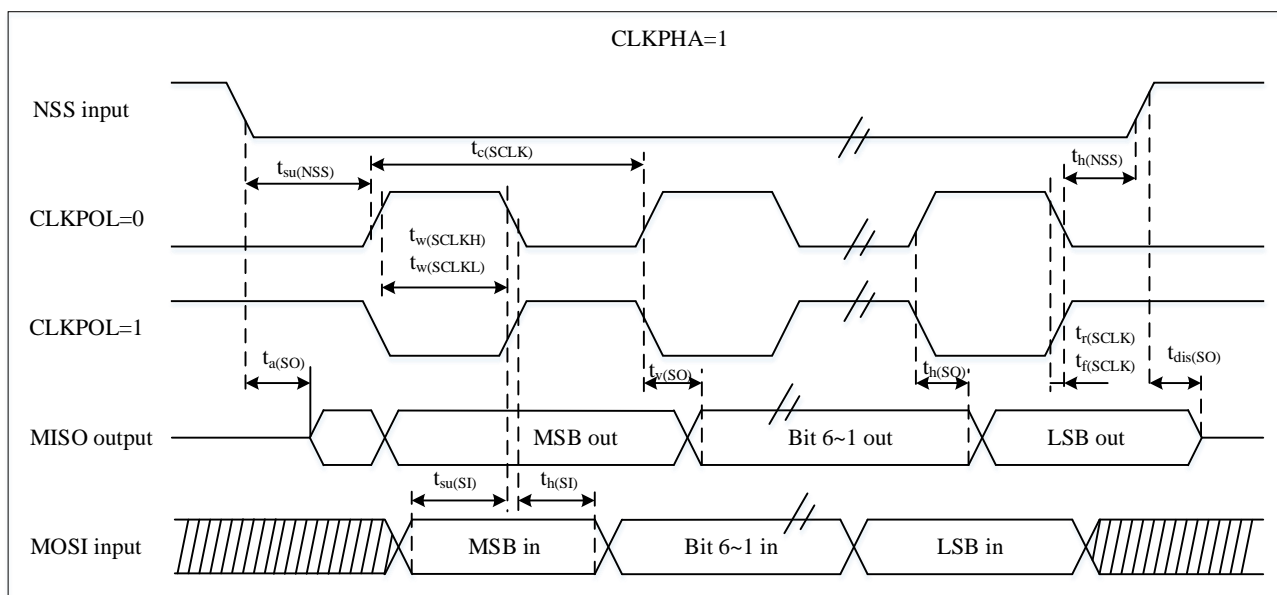 CLKPHA=1
NSS input
tc(SCLK)
tsu(NSS)
th(NSS)
CLKPOL=0
tw(SCLKH)
tw(SCLKL)
CLKPOL=1
tr(SCLK)
tf(SCLK)
ta(SO)
tv(SO)
th(SO)
tdis(SO)
MISO output
MSB out
Bit 6~1 out
LSB out
tsu(SI)
th(SI)
MOSI input
MSB in
Bit 6~1 in
LSB in